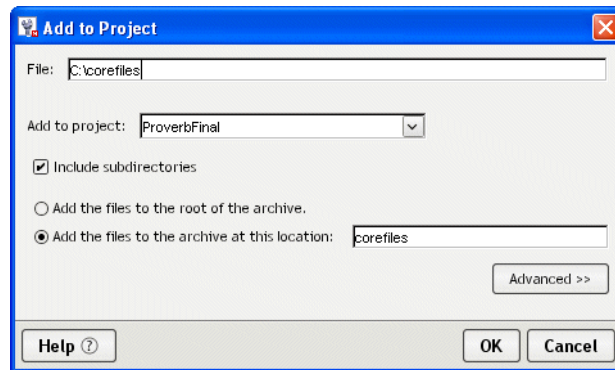 Add to Project
File: C:\corefiles
Add to project: ProverbFinal
Include subdirectories
Add the files to the root of the archive.
Add the files to the archive at this location: corefiles
Advanced >>
Help ? OK Cancel